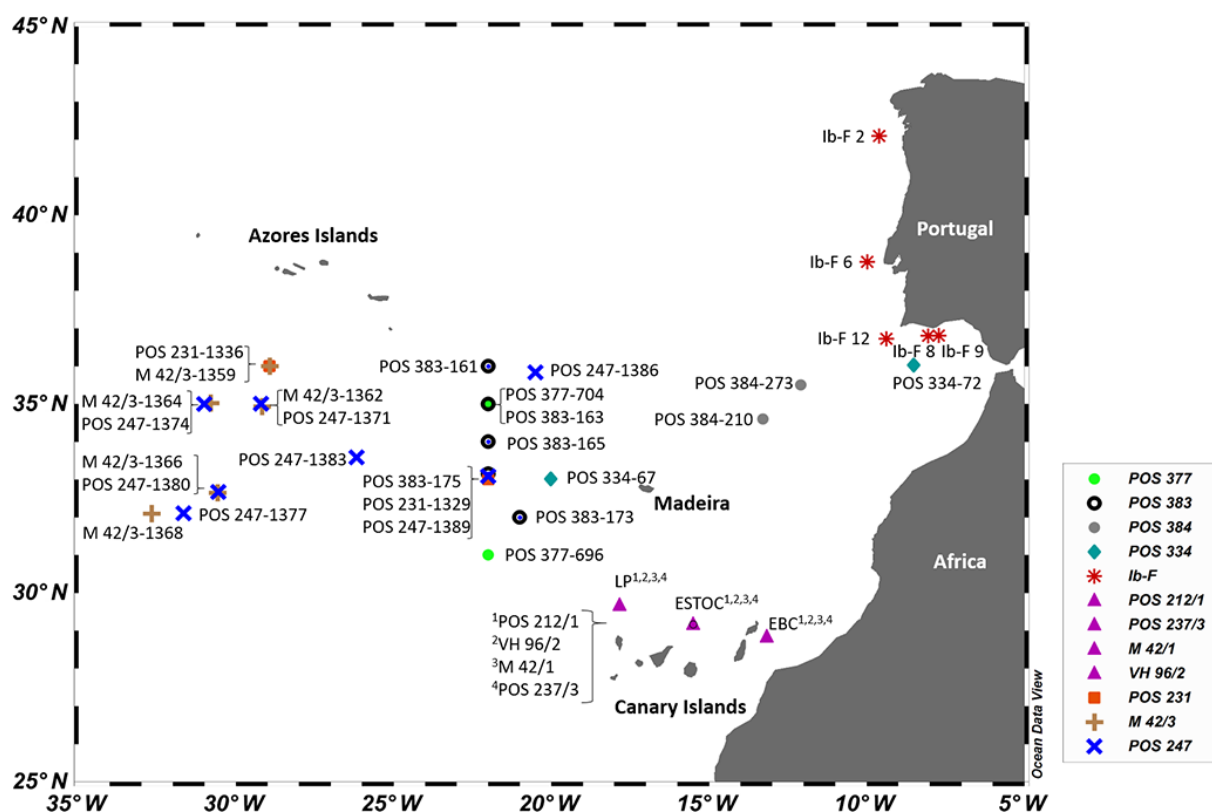 45° N
40° N
35° N
30° N
25° N
35°W
30°W
25°W
20°W
15°W
10°W
5°W
Azores Islands
Portugal
Madeira
Africa
Canary Islands
Ib-F 2
Ib-F 6
Ib-F 12
Ib-F 8
Ib-F 9
POS 334-72
POS 231-1336
M 42/3-1359
POS 383-161
POS 247-1386
POS 384-273
M 42/3-1364
POS 247-1374
M 42/3-1362
POS 247-1371
POS 377-704
POS 383-163
POS 384-210
POS 383-165
M 42/3-1366
POS 247-1380
POS 247-1383
POS 383-175
POS 231-1329
POS 247-1389
POS 334-67
POS 247-1377
M 42/3-1368
POS 383-173
POS 377-696
LP1,2,3,4
ESTOC1,2,3,4
EBC1,2,3,4
1POS 212/1
2VH 96/2
3M 42/1
4POS 237/3
Ocean Data View
POS 377
POS 383
POS 384
POS 334
Ib-F
POS 212/1
POS 237/3
M 42/1
VH 96/2
POS 231
M 42/3
POS 247